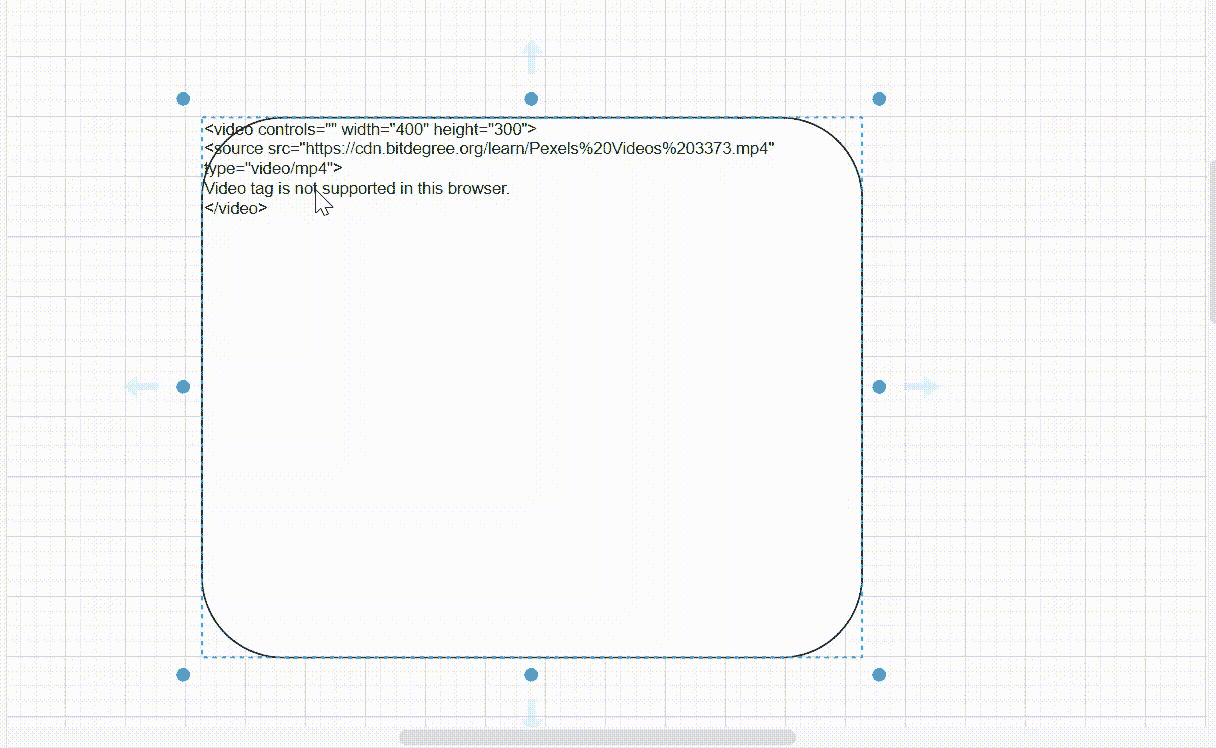 <video controls="" width="400" height="300">
<source src="https://cdn.bitdegree.org/learn/Pexels%20Videos%203373.mp4"
type="video/mp4">
Video tag is not supported in this browser.
</video>